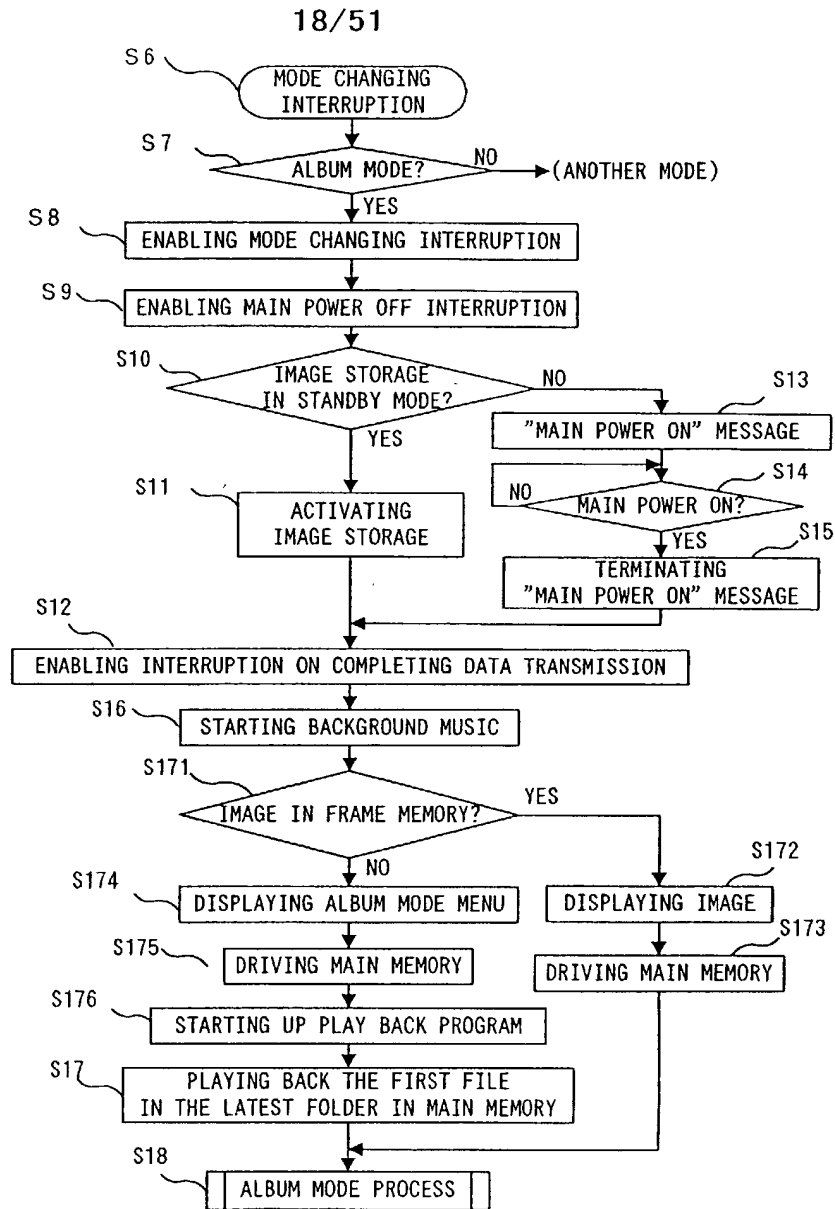 18/51
S6
MODE CHANGING
INTERRUPTION
S7
ALBUM MODE?
NO
(ANOTHER MODE)
YES
S8
ENABLING MODE CHANGING INTERRUPTION
S9
ENABLING MAIN POWER OFF INTERRUPTION
S10
IMAGE STORAGE
IN STANDBY MODE?
NO
YES
S13
"MAIN POWER ON" MESSAGE
S14
MAIN POWER ON?
NO
YES
S11
ACTIVATING
IMAGE STORAGE
S15
TERMINATING
"MAIN POWER ON" MESSAGE
S12
ENABLING INTERRUPTION ON COMPLETING DATA TRANSMISSION
S16
STARTING BACKGROUND MUSIC
S171
IMAGE IN FRAME MEMORY?
YES
NO
S172
DISPLAYING IMAGE
S173
DRIVING MAIN MEMORY
S174
DISPLAYING ALBUM MODE MENU
S175
DRIVING MAIN MEMORY
S176
STARTING UP PLAY BACK PROGRAM
S17
PLAYING BACK THE FIRST FILE
IN THE LATEST FOLDER IN MAIN MEMORY
S18
ALBUM MODE PROCESS